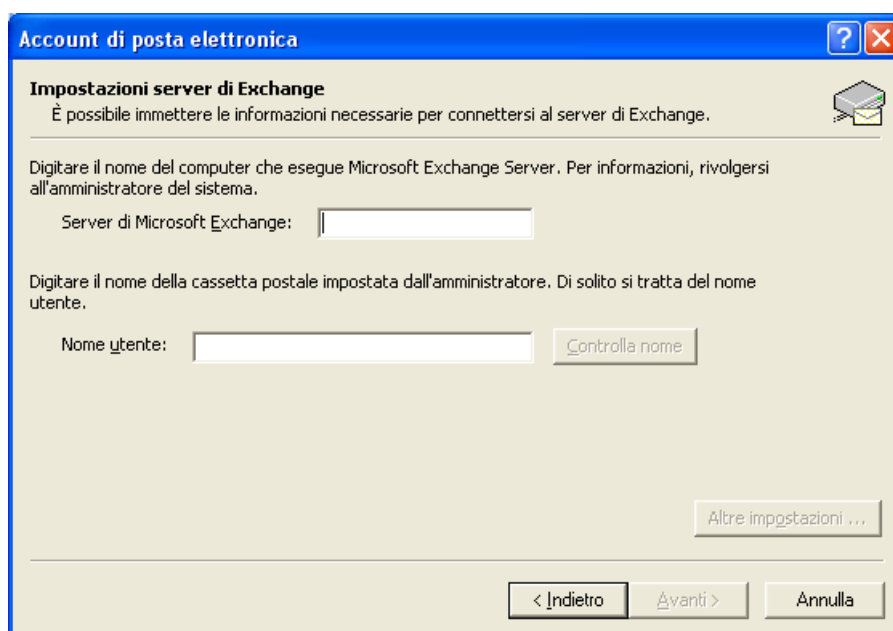 Account di posta elettronica
Impostazioni server di Exchange
È possibile immettere le informazioni necessarie per connettersi al server di Exchange.
Digitare il nome del computer che esegue Microsoft Exchange Server. Per informazioni, rivolgersi
all'amministratore del sistema.
Server di Microsoft Exchange:
Digitare il nome della cassetta postale impostata dall'amministratore. Di solito si tratta del nome
utente.
Nome utente:
Controlla nome
Altre impostazioni ...
< Indietro
Avanti >
Annulla